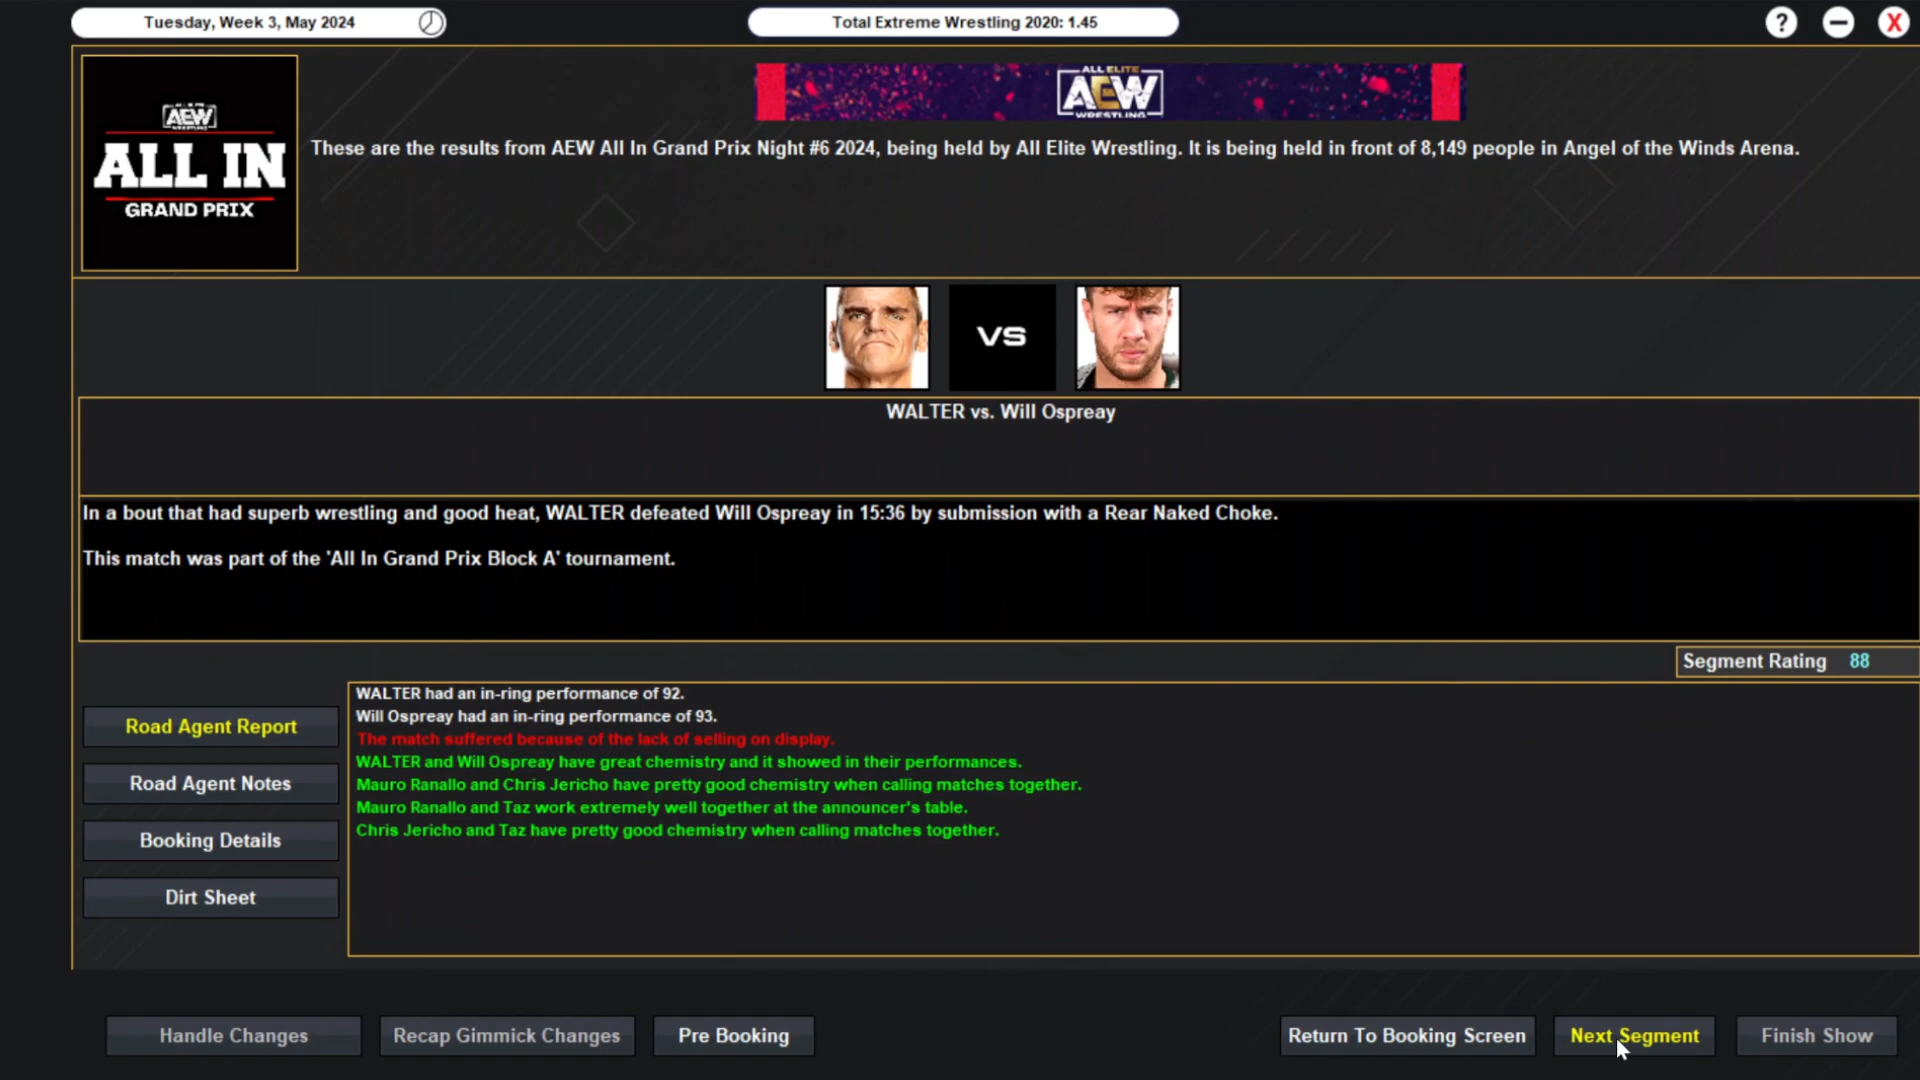 Tuesday, Week 3, May 2024
Total Extreme Wrestling 2020: 1.45
?
X
AEW
WRESTLING
ALL IN
GRAND PRIX
ALL ELITE
AEW
WRESTLING
These are the results from AEW All In Grand Prix Night #6 2024, being held by All Elite Wrestling. It is being held in front of 8,149 people in Angel of the Winds Arena.
VS
WALTER vs. Will Ospreay
In a bout that had superb wrestling and good heat, WALTER defeated Will Ospreay in 15:36 by submission with a Rear Naked Choke.
This match was part of the 'All In Grand Prix Block A' tournament.
Segment Rating 88
Road Agent Report
Road Agent Notes
Booking Details
Dirt Sheet
WALTER had an in-ring performance of 92.
Will Ospreay had an in-ring performance of 93.
The match suffered because of the lack of selling on display.
WALTER and Will Ospreay have great chemistry and it showed in their performances.
Mauro Ranallo and Chris Jericho have pretty good chemistry when calling matches together.
Mauro Ranallo and Taz work extremely well together at the announcer's table.
Chris Jericho and Taz have pretty good chemistry when calling matches together.
Handle Changes
Recap Gimmick Changes
Pre Booking
Return To Booking Screen
Next Segment
Finish Show